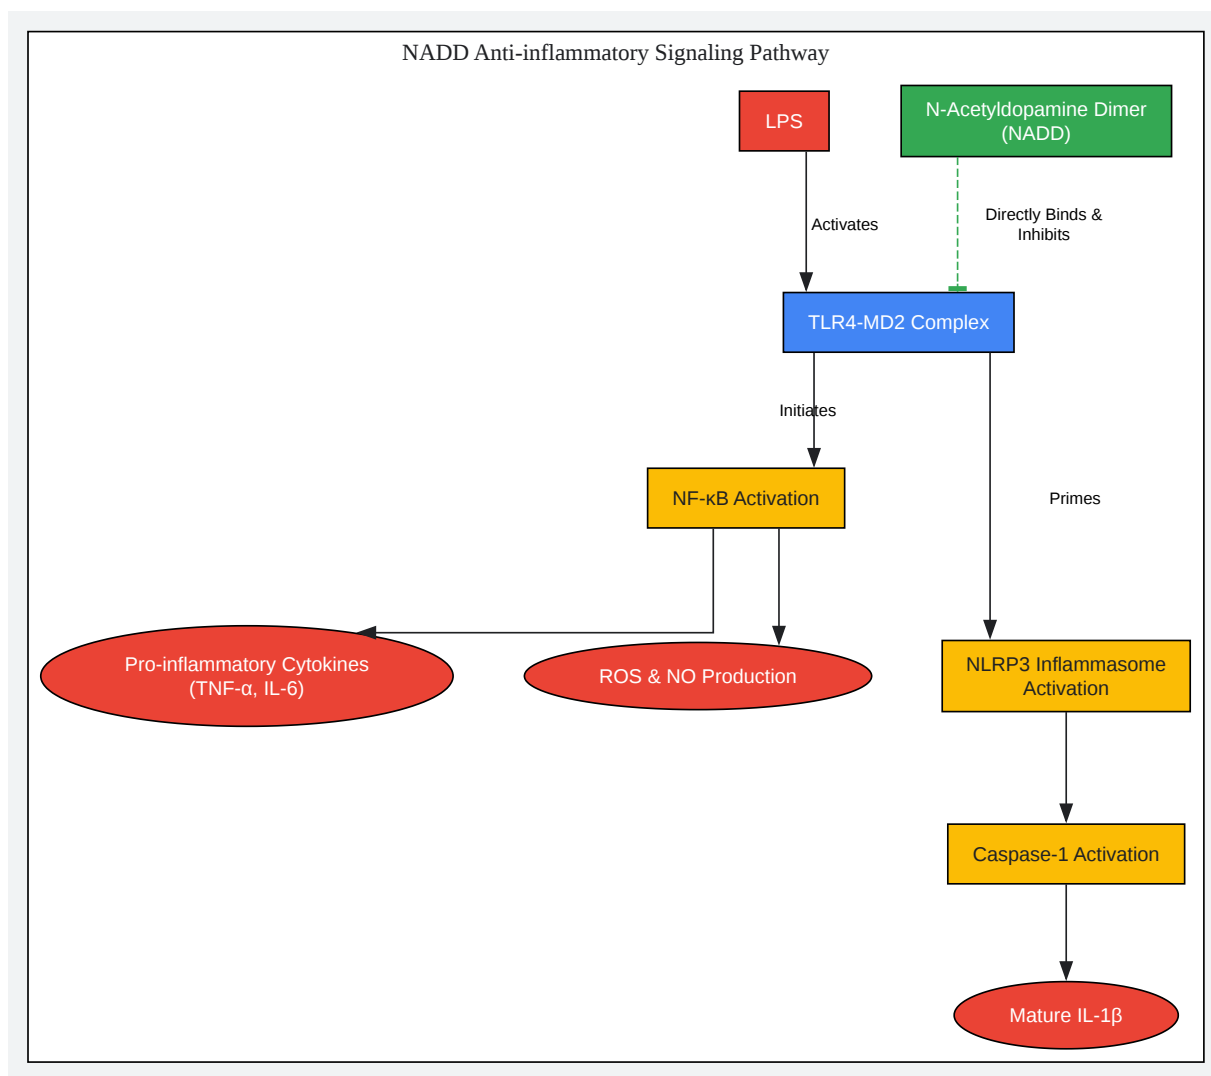 NADD Anti-inflammatory Signaling Pathway
LPS
N-Acetyldopamine Dimer
(NADD)
Activates
Directly Binds &
Inhibits
TLR4-MD2 Complex
Initiates
NF-κB Activation
Primes
Pro-inflammatory Cytokines
(TNF-α, IL-6)
ROS & NO Production
NLRP3 Inflammasome
Activation
Caspase-1 Activation
Mature IL-1β